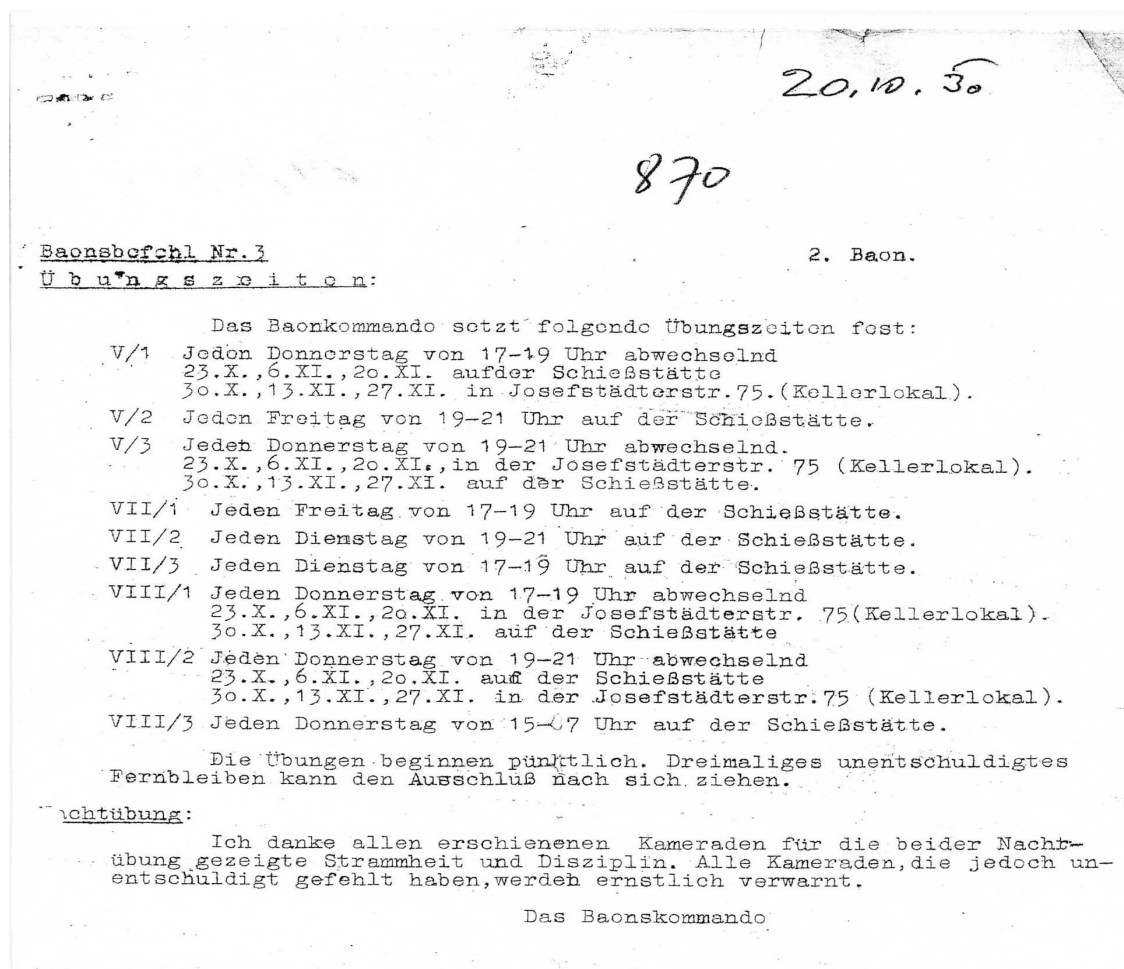 20.10.30
870
Baonsbefehl Nr.3 2. Baon.
Übungszeiten:
Das Baonkommando setzt folgende Übungszeiten fest:
V/1 Jeden Donnerstag von 17-19 Uhr abwechselnd
23.X.,6.XI.,2o.XI. aufder Schießstätte
3o.X.,13.XI.,27.XI. in Josefstädterstr.75.(Kellerlokal).
V/2 Jeden Freitag von 19-21 Uhr auf der Schießstätte.
V/3 Jeden Donnerstag von 19-21 Uhr abwechselnd.
23.X.,6.XI.,2o.XI.,in der Josefstädterstr. 75 (Kellerlokal).
3o.X.,13.XI.,27.XI. auf der Schießstätte.
VII/1 Jeden Freitag von 17-19 Uhr auf der Schießstätte.
VII/2 Jeden Diemstag von 19-21 Uhr auf der Schießstätte.
VII/3 Jeden Dienstag von 17-19 Uhr auf der Schießstätte.
VIII/1 Jeden Donnerstag von 17-19 Uhr abwechselnd
23.X.,6.XI.,2o.XI. in der Josefstädterstr. 75(Kellerlokal).
3o.X.,13.XI.,27.XI. auf der Schießstätte
VIII/2 Jeden Donnerstag von 19-21 Uhr abwechselnd
23.X.,6.XI.,2o.XI. auf der Schießstätte
3o.X.,13.XI.,27.XI. in der Josefstädterstr.75 (Kellerlokal).
VIII/3 Jeden Donnerstag von Uhr auf der Schießstätte.
Die Übungen beginnen pünktlich. Dreimaliges unentschuldigtes
Fernbleiben kann den Ausschluß nach sich ziehen.
chtübung:
Ich danke allen erschienenen Kameraden für die beider Nacht-
übung gezeigte Strammheit und Disziplin. Alle Kameraden,die jedoch un-
entschuldigt gefehlt haben,werden ernstlich verwarnt.
Das Baonskommando